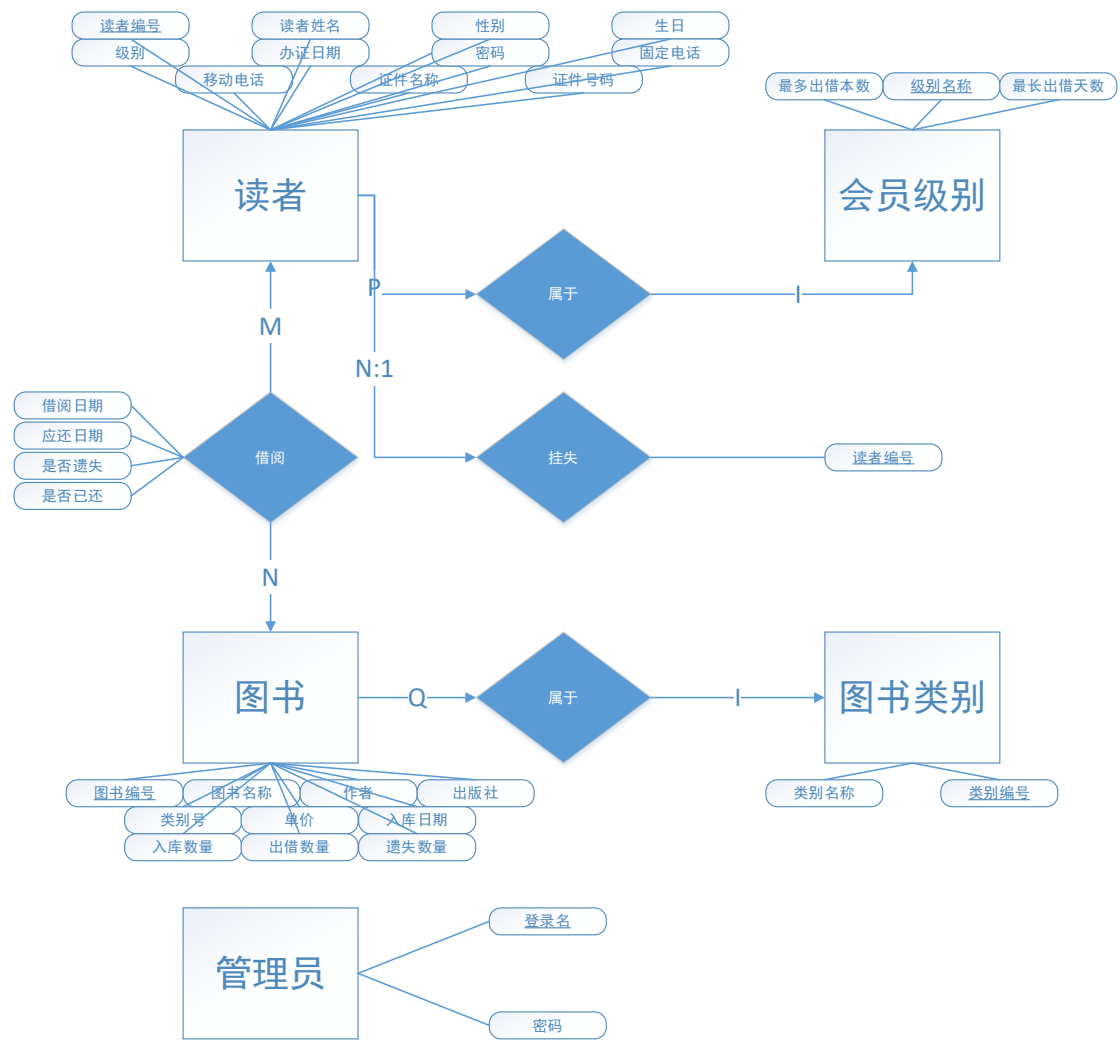 读者编号
读者姓名
性别
生日
级别
办证日期
密码
固定电话
移动电话
证件名称
证件号码
最多出借本数
级别名称
最长出借天数
读者
会员级别
P
属于
I
M
N:1
借阅日期
应还日期
是否遗失
是否已还
借阅
挂失
读者编号
N
图书
Q
属于
I
图书类别
图书编号
图书名称
作者
出版社
类别名称
类别编号
类别号
单价
入库日期
入库数量
出借数量
遗失数量
管理员
登录名
密码